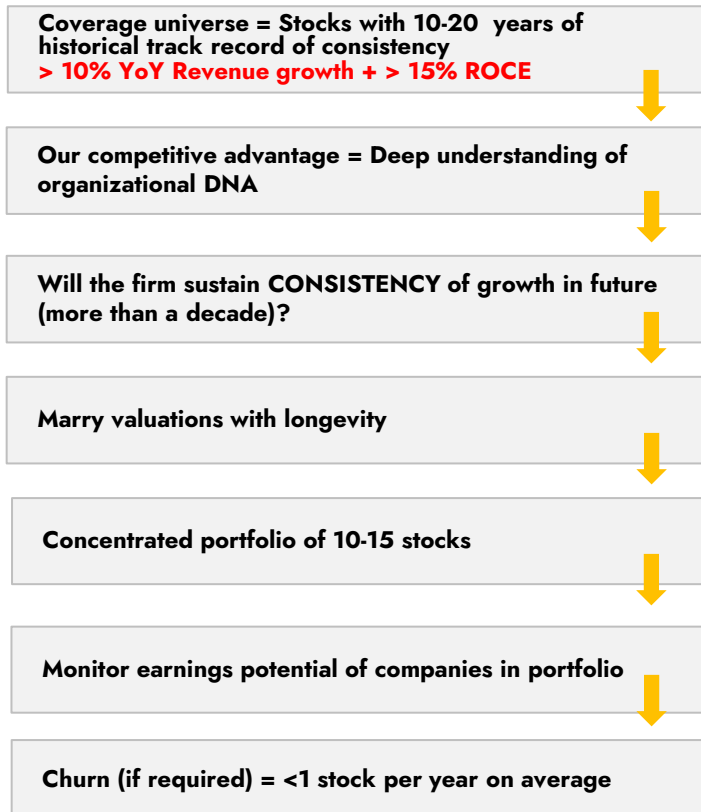 Coverage universe = Stocks with 10-20 years of
historical track record of consistency
> 10% YoY Revenue growth + > 15% ROCE
Our competitive advantage = Deep understanding of
organizational DNA
Will the firm sustain CONSISTENCY of growth in future
(more than a decade)?
Marry valuations with longevity
Concentrated portfolio of 10-15 stocks
Monitor earnings potential of companies in portfolio
Churn (if required) = <1 stock per year on average